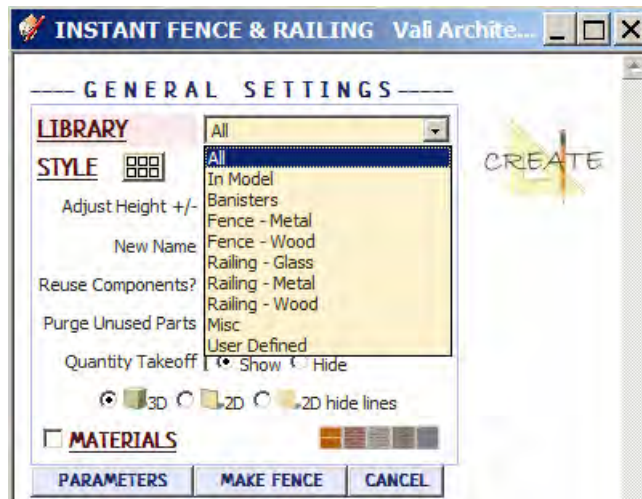 INSTANT FENCE & RAILING Vali Archite...
---- GENERAL SETTINGS-----
LIBRARY All
All
STYLE
In Model
Adjust Height +/- Banisters
Fence - Metal
New Name Fence - Wood
Railing - Glass
Reuse Components? Railing - Metal
Railing - Wood
Purge Unused Parts Misc
User Defined
Quantity Takeoff Show Hide
3D 2D 2D hide lines
MATERIALS
PARAMETERS MAKE FENCE CANCEL
CREATE